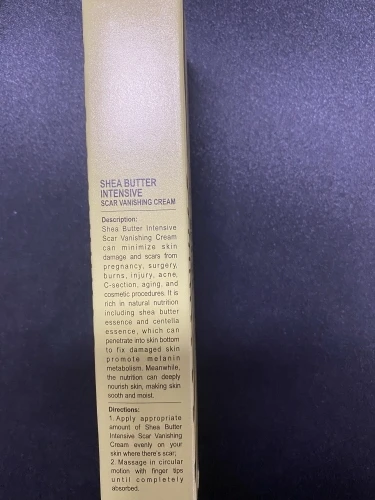 SHEA BUTTER
INTENSIVE
SCAR VANISHING CREAM
Description:
Shea Butter Intensive
Scar Vanishing Cream
can minimize skin
damage and scars from
pregnancy, surgery,
burns, injury, acne,
C-section, aging, and
cosmetic procedures. It is
rich in natural nutrition
including shea butter
essence and centella
essence, which can
penetrate into skin bottom
to fix damaged skin
promote melanin
metabolism. Meanwhile,
the nutrition can deeply
nourish skin, making skin
sooth and moist.
Directions:
1. Apply appropriate
amount of Shea Butter
Intensive Scar Vanishing
Cream evenly on your
skin where there's scar;
2. Massage in circular
motion with finger tips
until completely
absorbed.